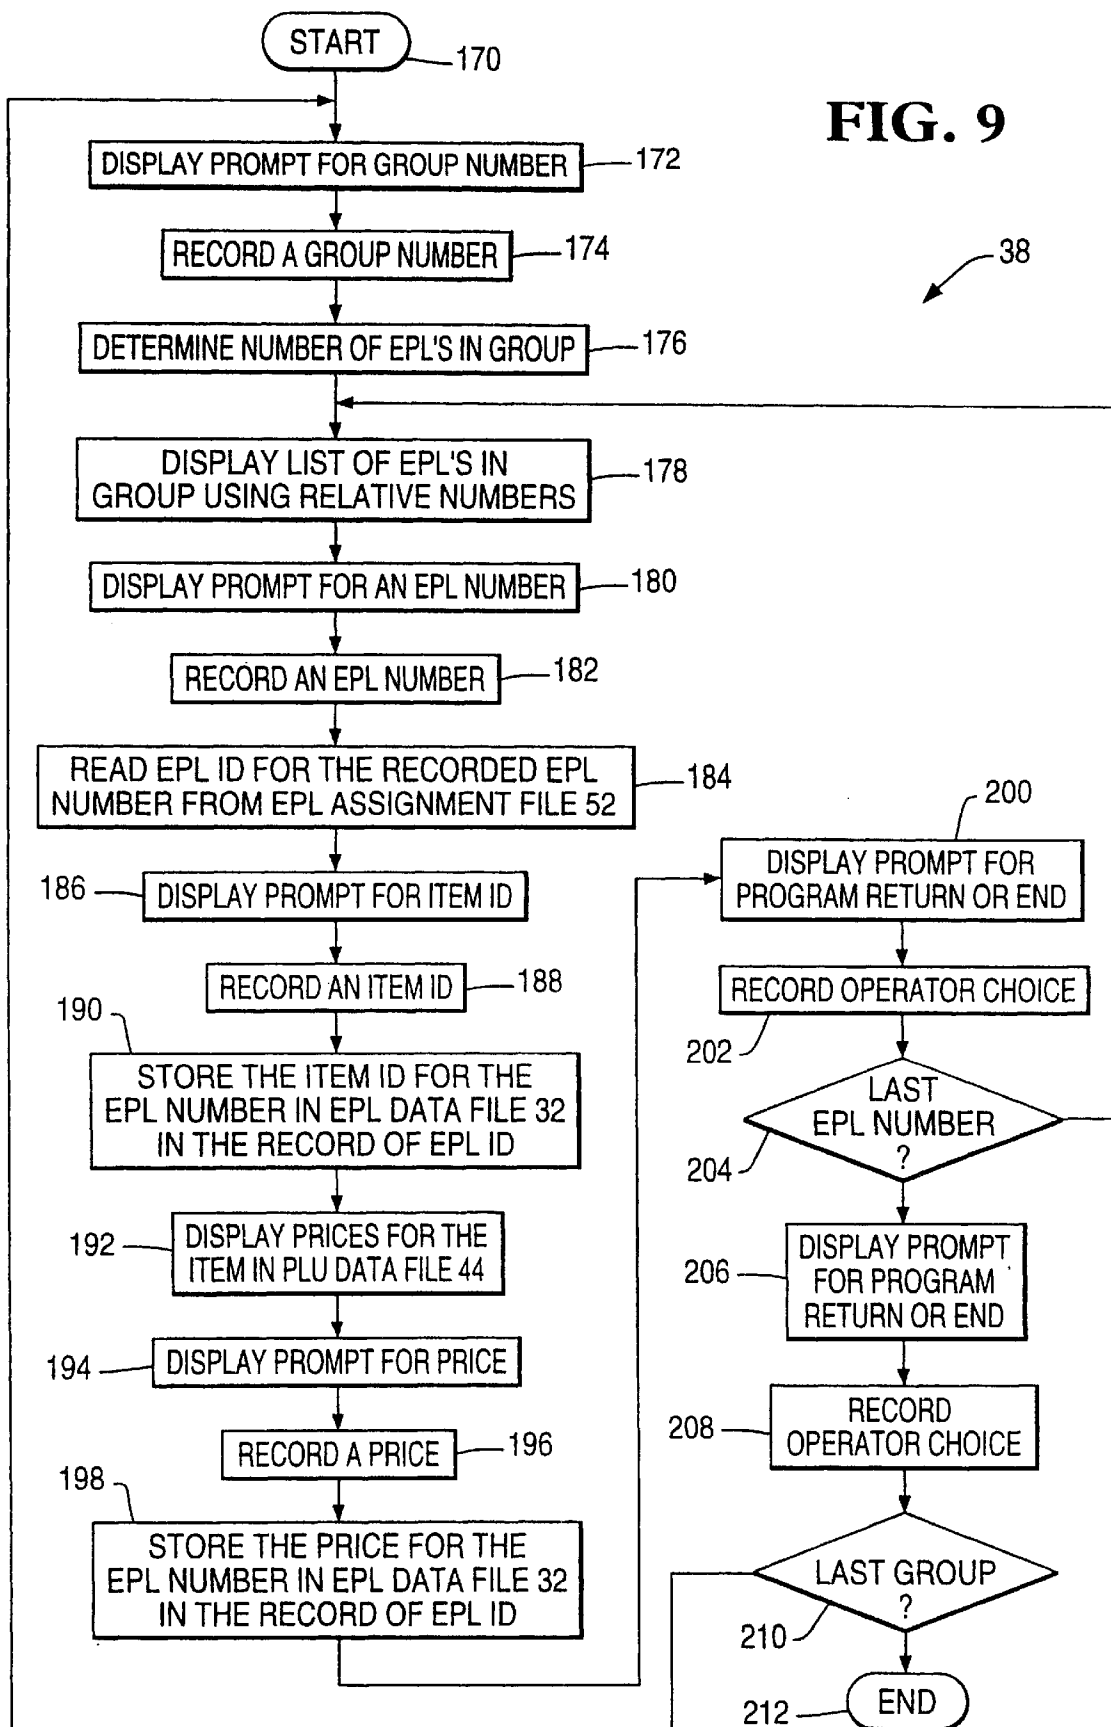 START
170
FIG. 9
DISPLAY PROMPT FOR GROUP NUMBER
172
RECORD A GROUP NUMBER
174
38
DETERMINE NUMBER OF EPL'S IN GROUP
176
DISPLAY LIST OF EPL'S IN
GROUP USING RELATIVE NUMBERS
178
DISPLAY PROMPT FOR AN EPL NUMBER
180
RECORD AN EPL NUMBER
182
READ EPL ID FOR THE RECORDED EPL
NUMBER FROM EPL ASSIGNMENT FILE 52
184
186
DISPLAY PROMPT FOR ITEM ID
RECORD AN ITEM ID
188
190
STORE THE ITEM ID FOR THE
EPL NUMBER IN EPL DATA FILE 32
IN THE RECORD OF EPL ID
192
DISPLAY PRICES FOR THE
ITEM IN PLU DATA FILE 44
194
DISPLAY PROMPT FOR PRICE
RECORD A PRICE
196
198
STORE THE PRICE FOR THE
EPL NUMBER IN EPL DATA FILE 32
IN THE RECORD OF EPL ID
200
DISPLAY PROMPT FOR
PROGRAM RETURN OR END
RECORD OPERATOR CHOICE
202
LAST
EPL NUMBER
?
204
206
DISPLAY PROMPT
FOR PROGRAM
RETURN OR END
208
RECORD
OPERATOR CHOICE
LAST GROUP
?
210
END
212